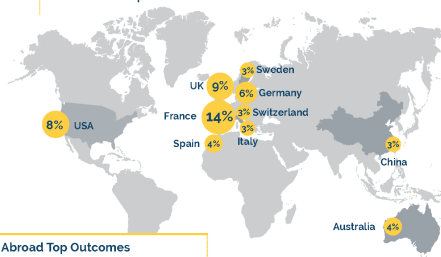 3% Sweden
UK 9%
6% Germany
8% USA
France 14%
3% Switzerland
3%
Italy
Spain 4%
3%
China
Australia 4%
Abroad Top Outcomes